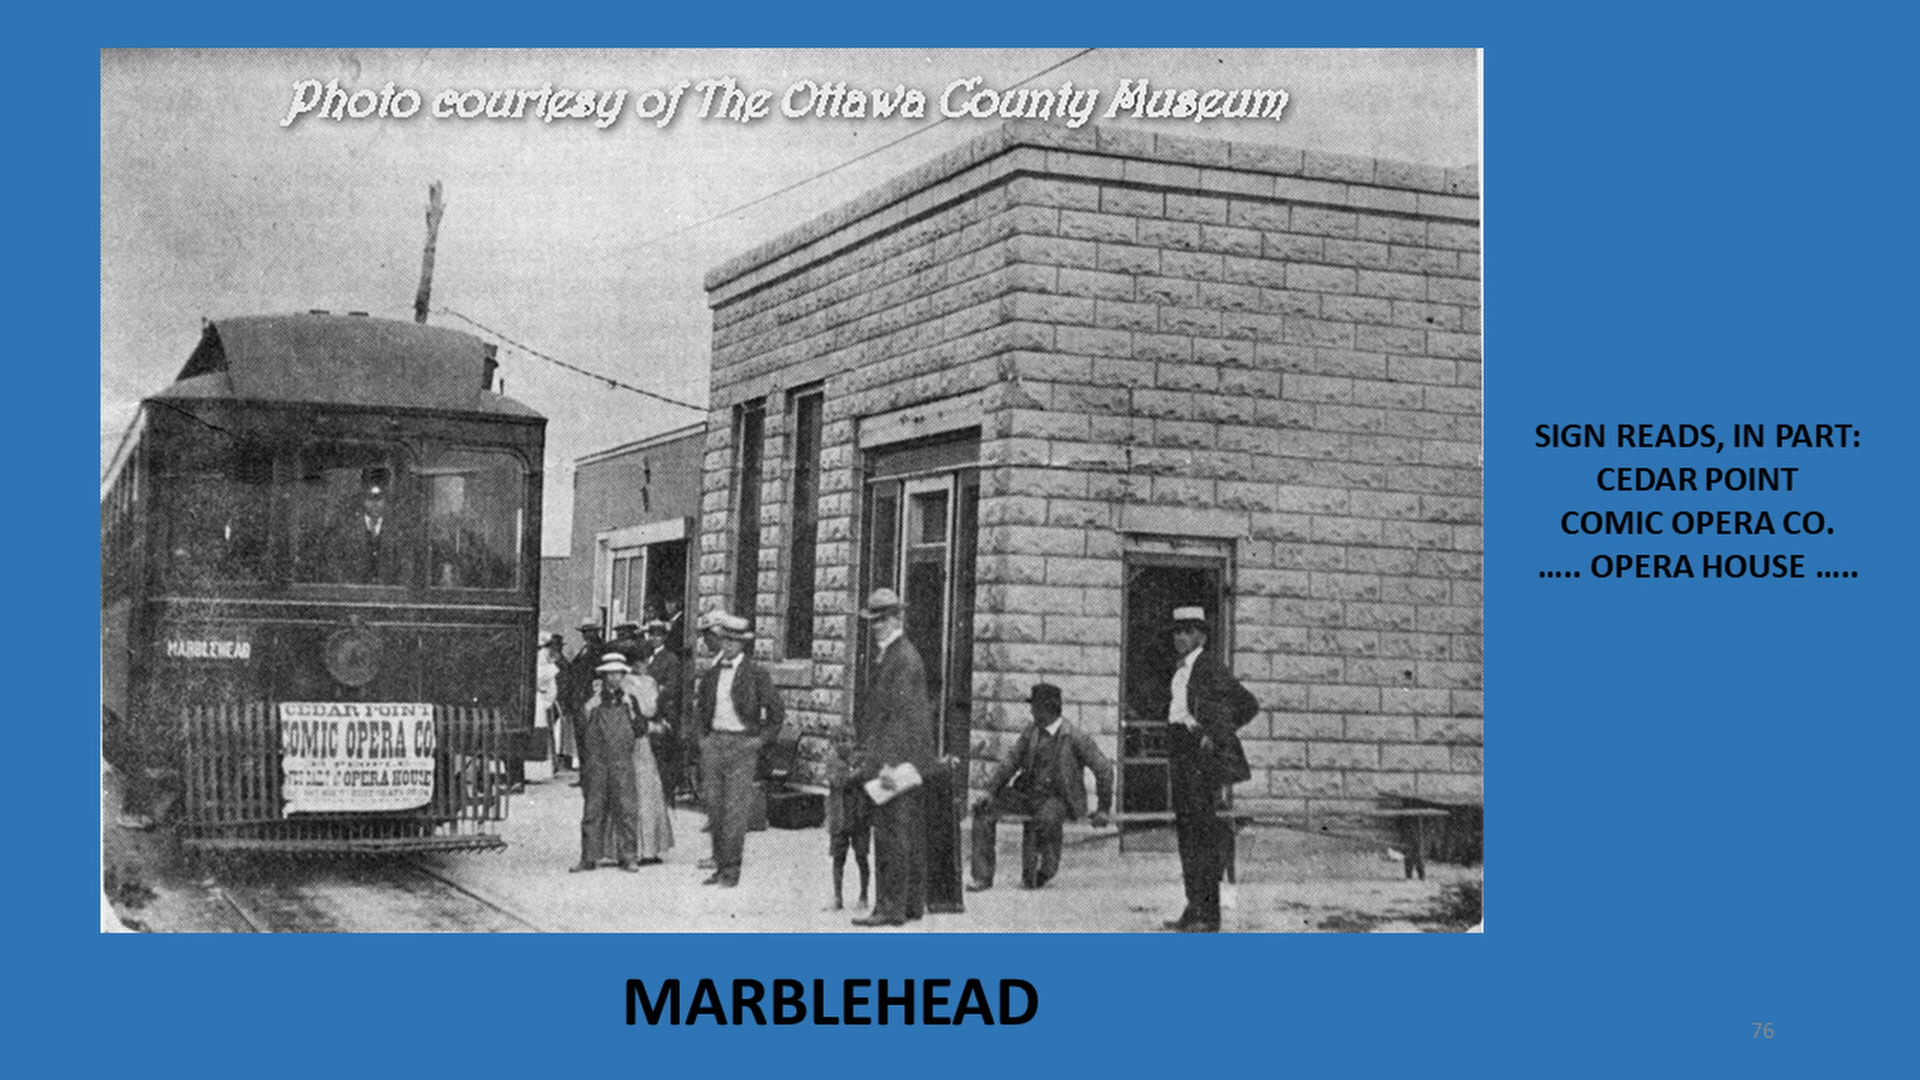 Photo courtesy of The Ottawa County Museum
MARBLEHEAD
CEDAR POINT
COMIC OPERA CO.
PEOPLE
OPERA HOUSE
SIGN READS, IN PART:
CEDAR POINT
COMIC OPERA CO.
..... OPERA HOUSE .....
MARBLEHEAD
76